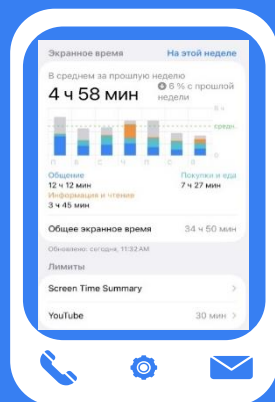 Экранное время На этой неделе
В среднем за прошлую неделю
4 ч 58 мин 6 % с прошлой недели
6 ч
средн.
0
П В С Ч П С В
Общение Покупки и еда
12 ч 12 мин 7 ч 27 мин
Информация и чтение
3 ч 45 мин
Общее экранное время 34 ч 50 мин
Обновлено: сегодня, 11:32 AM
Лимиты
Screen Time Summary
YouTube 30 мин